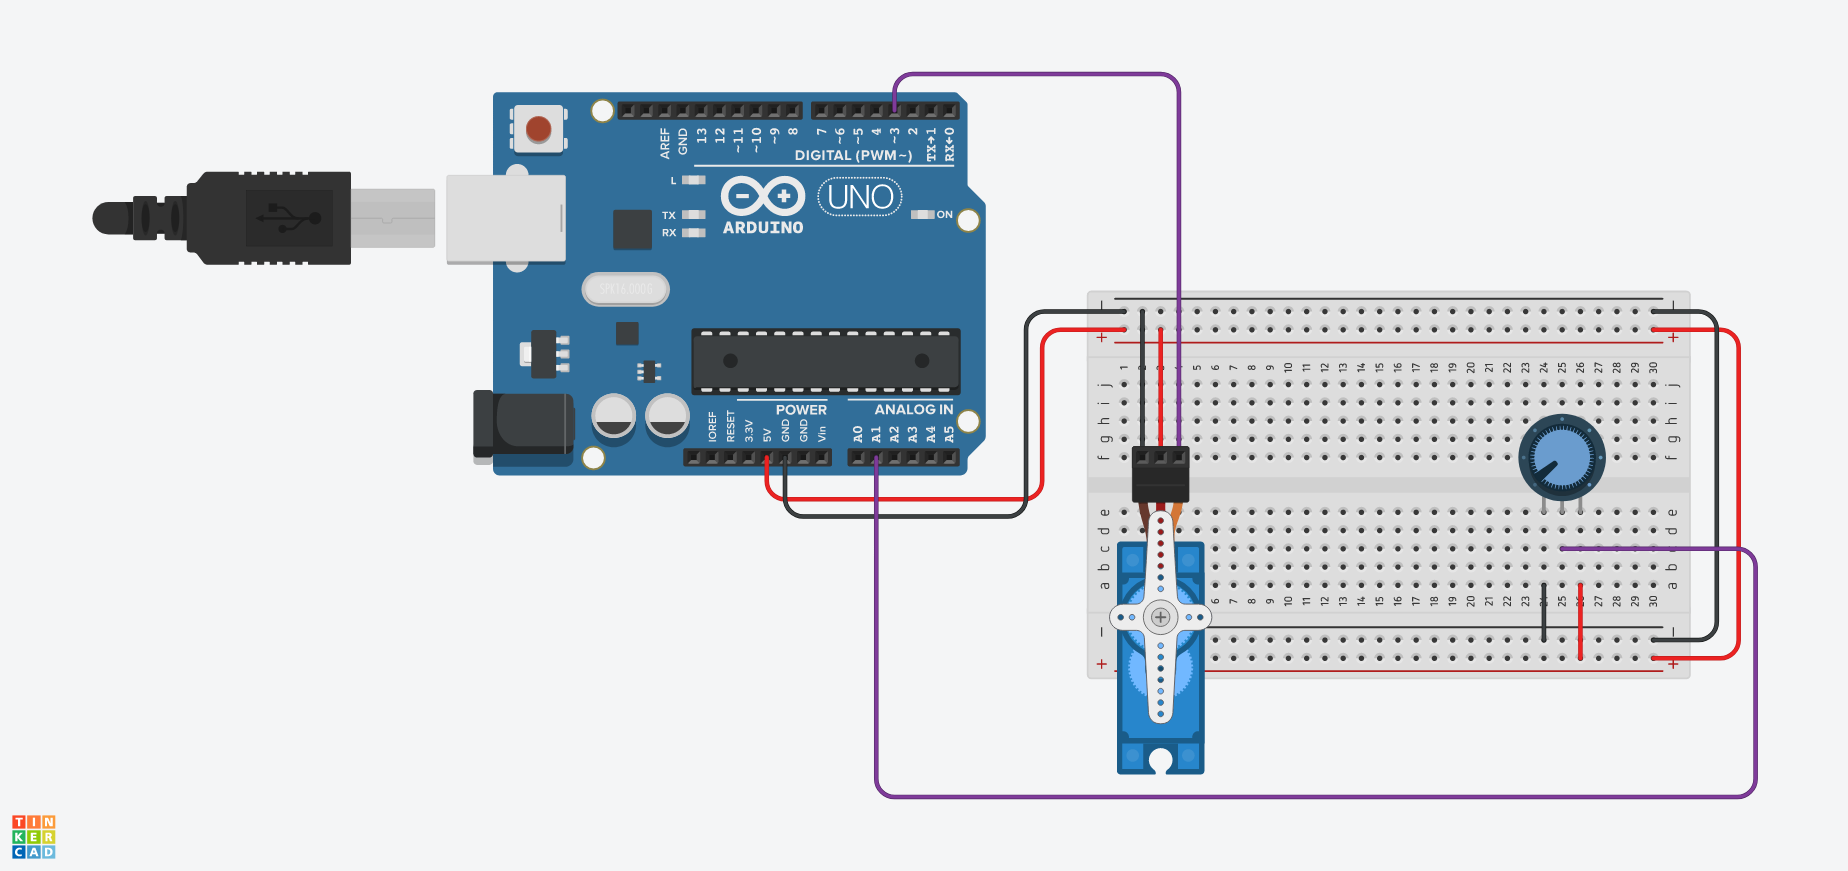 AREF
GND
13
12
~11
~10
~9
8
7
~6
~5
4
~3
2
TX→1
RX←0
DIGITAL (PWM~)
L
TX
RX
ARDUINO
UNO
ON
SPK16.000G
POWER
ANALOG IN
IOREF
RESET
3.3V
5V
GND
GND
Vin
A0
A1
A2
A3
A4
A5
− −
+ +
1 5 6 7 8 9 10 11 12 13 14 15 16 17 18 19 20 21 22 23 24 25 26 27 28 29 30
j j
i i
h h
g g
f f
e e
d d
c
b b
a a
6 7 8 9 10 11 12 13 14 15 16 17 18 19 20 21 22 23 25 27 28 29 30
− −
+ +
TIN
KER
CAD